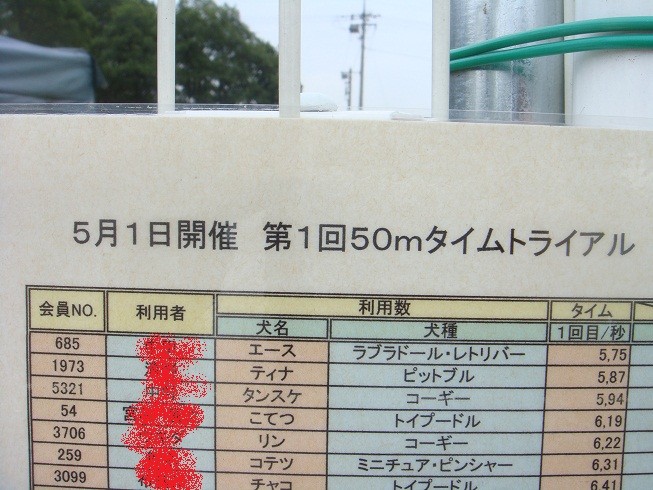 5月1日開催 第1回50mタイムトライアル
会員NO. 利用者 利用数 タイム
犬名 犬種 1回目/秒
685 エース ラブラドール・レトリバー 5,75
1973 ティナ ピットブル 5,87
5321 タンスケ コーギー 5,94
54 こてつ トイプードル 6,19
3706 リン コーギー 6,22
259 コテツ ミニチュア・ピンシャー 6,31
3099 チャコ トイプードル 6,41